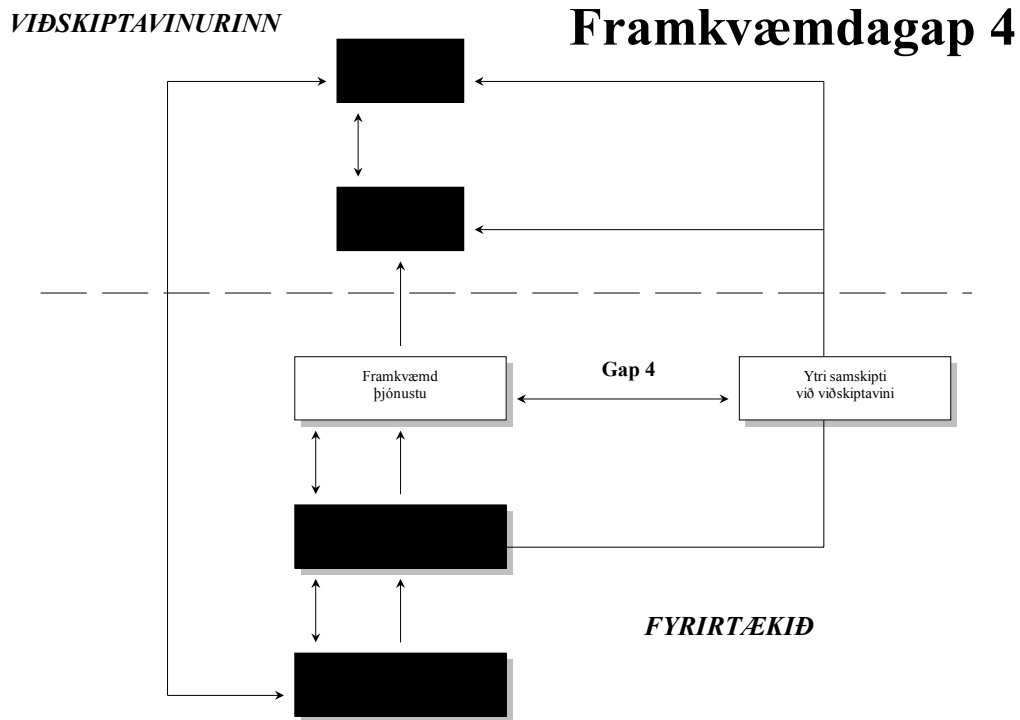 VIÐSKIPTAVINURINN
Framkvæmdagap 4
Framkvæmd
þjónustu
Gap 4
Ytri samskipti
við viðskiptavini
FYRIRTÆKIÐ